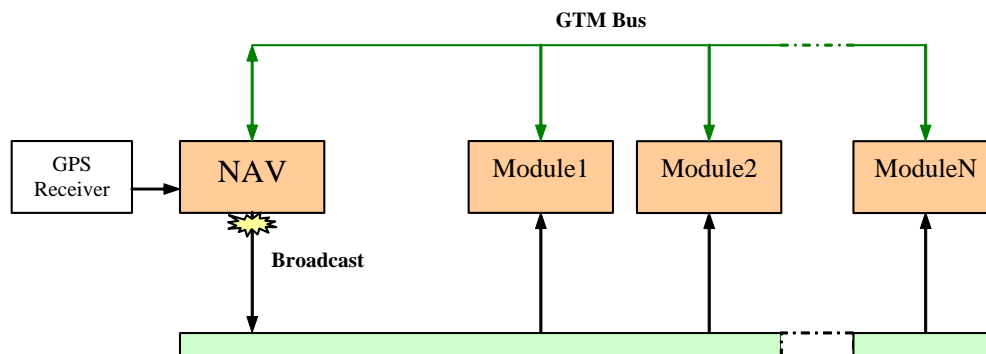 GTM Bus
GPS
Receiver
NAV
Module1
Module2
ModuleN
Broadcast